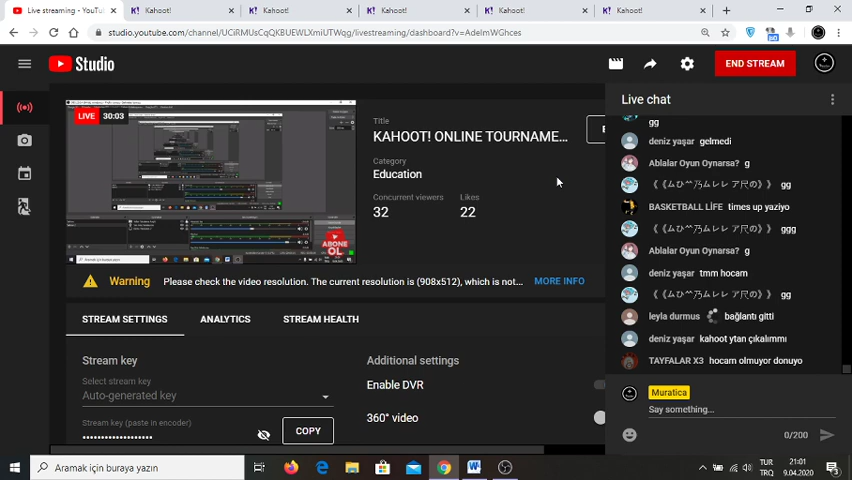 Live streaming - YouTu
Kahoot!
Kahoot!
Kahoot!
Kahoot!
Kahoot!
studio.youtube.com/channel/UCiRMUsCqQKBUEWLXmiUTWqg/livestreaming/dashboard?v=AdelmWGhces
Studio
END STREAM
LIVE 30:03
ABONE
OL
Title
KAHOOT! ONLINE TOURNAME...
Category
Education
Concurrent viewers
Likes
32
22
Warning
Please check the video resolution. The current resolution is (908x512), which is not...
MORE INFO
STREAM SETTINGS
ANALYTICS
STREAM HEALTH
Stream key
Select stream key
Auto-generated key
Stream key (paste in encoder)
••••••••••••••••••
COPY
Additional settings
Enable DVR
360° video
Live chat
gg
deniz yaşar gelmedi
Ablalar Oyun Oynarsa? g
gg
BASKETBALL LİFE times up yaziyo
ggg
Ablalar Oyun Oynarsa? g
deniz yaşar tmm hocam
gg
leyla durmus bağlantı gitti
deniz yaşar kahoot ytan çıkalımmı
TAYFALAR X3 hocam olmuyor donuyo
Muratica
Say something...
0/200
Aramak için buraya yazın
TUR
TRQ
21:01
9.04.2020
3